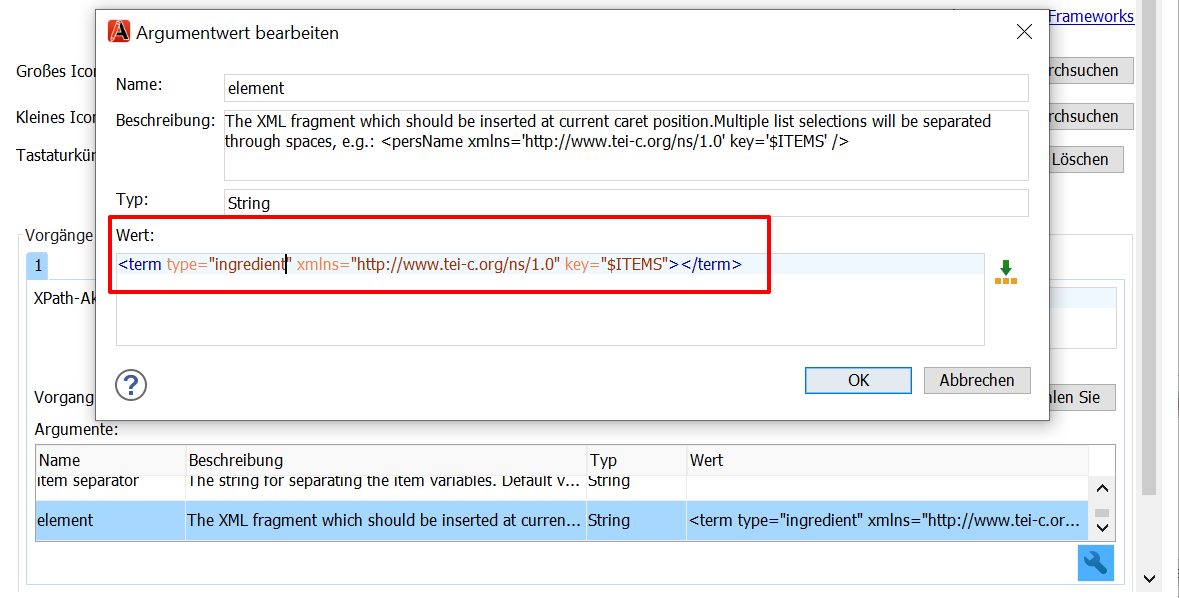 Frameworks
Argumentwert bearbeiten
Großes Icon
rchsuchen
Name:
element
Kleines Icon
Beschreibung:
The XML fragment which should be inserted at current caret position.Multiple list selections will be separated
through spaces, e.g.: <persName xmlns='http://www.tei-c.org/ns/1.0' key='$ITEMS' />
rchsuchen
Tastaturkür
Löschen
Typ:
String
Vorgänge
Wert:
1
<term type="ingredient" xmlns="http://www.tei-c.org/ns/1.0" key="$ITEMS"></term>
XPath-Ak
?
OK
Abbrechen
Vorgang
hlen Sie
Argumente:
Name
Beschreibung
Typ
Wert
item separator
The string for separating the item variables. Default v...
String
element
The XML fragment which should be inserted at curren...
String
<term type="ingredient" xmlns="http://www.tei-c.or...